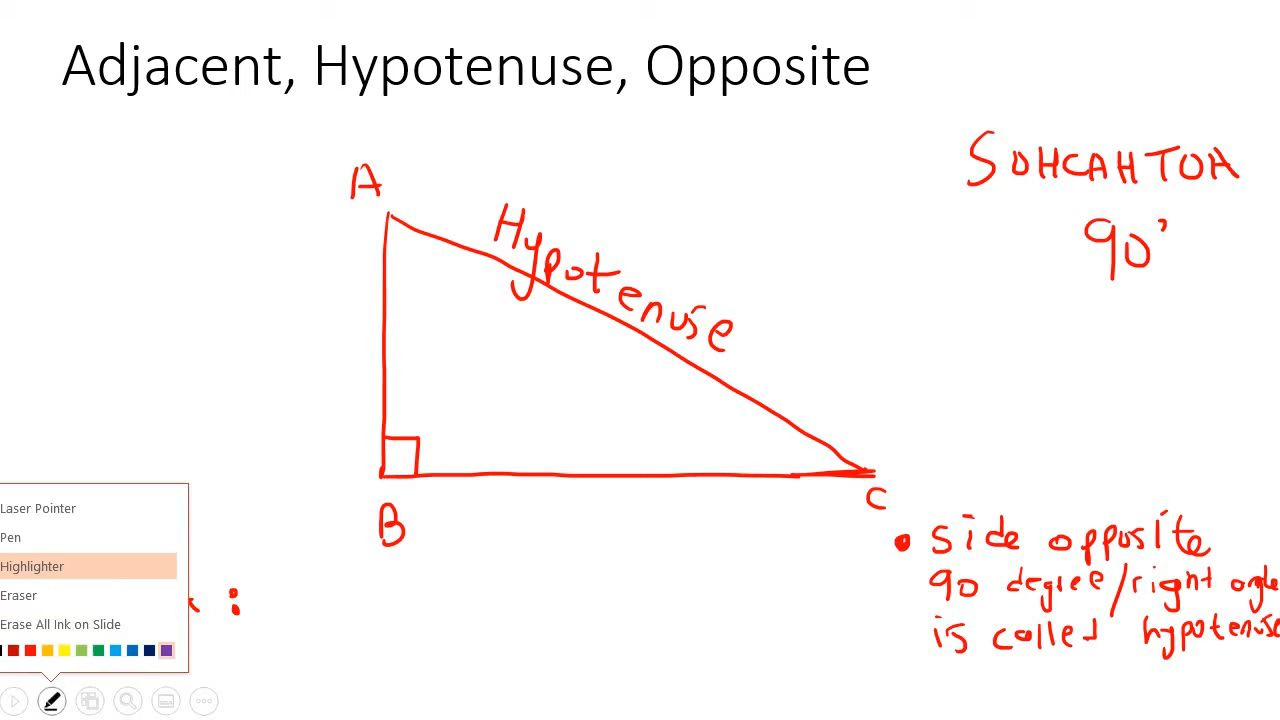 Adjacent, Hypotenuse, Opposite
SOHCAHTOA
90°
A
Hypotenuse
B
C
• side opposite
90 degree/right angle
is called hypotenuse
:
Laser Pointer
Pen
Highlighter
Eraser
Erase All Ink on Slide